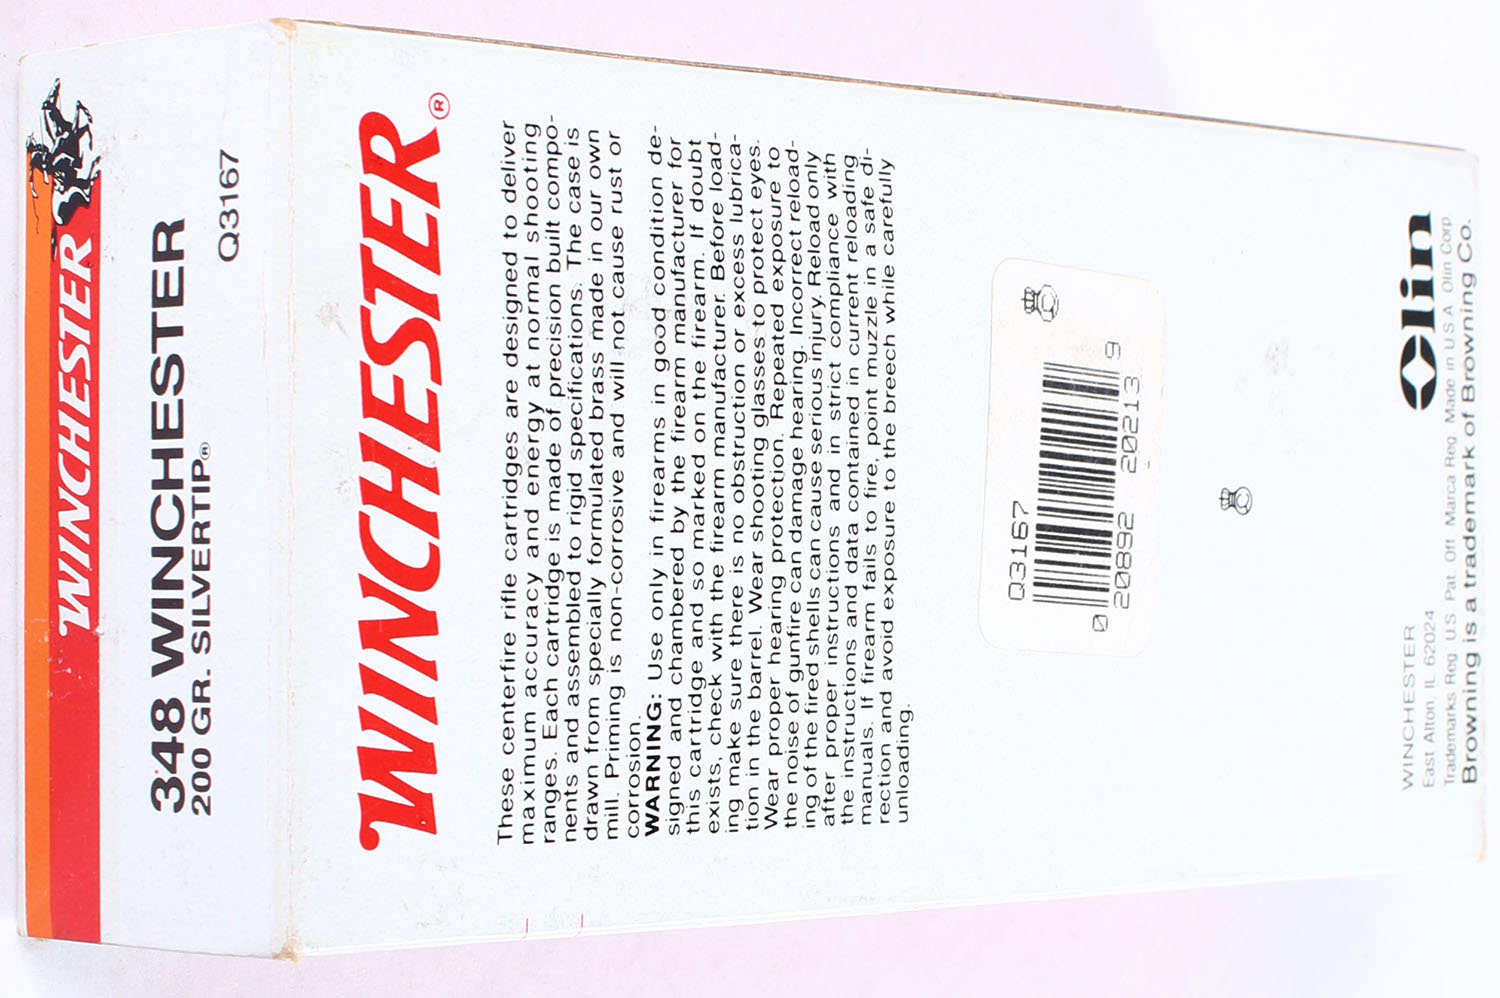 WINCHESTER
348 WINCHESTER
200 GR. SILVERTIP®
Q3167
WINCHESTER®
These centerfire rifle cartridges are designed to deliver
maximum accuracy and energy at normal shooting
ranges. Each cartridge is made of precision built compo-
nents and assembled to rigid specifications. The case is
drawn from specially formulated brass made in our own
mill. Priming is non-corrosive and will not cause rust or
corrosion.
WARNING: Use only in firearms in good condition de-
signed and chambered by the firearm manufacturer for
this cartridge and so marked on the firearm. If doubt
exists, check with the firearm manufacturer. Before load-
ing make sure there is no obstruction or excess lubrica-
tion in the barrel. Wear shooting glasses to protect eyes.
Wear proper hearing protection. Repeated exposure to
the noise of gunfire can damage hearing. Incorrect reload-
ing of the fired shells can cause serious injury. Reload only
after proper instructions and in strict compliance with
the instructions and data contained in current reloading
manuals. If firearm fails to fire, point muzzle in a safe di-
rection and avoid exposure to the breech while carefully
unloading.
Q3167
0 20892 20213 9
Olin
WINCHESTER
East Alton, IL 62024
Trademarks Reg U.S. Pat. Off Marca Reg Made in U.S.A. Olin Corp
Browning is a trademark of Browning Co.